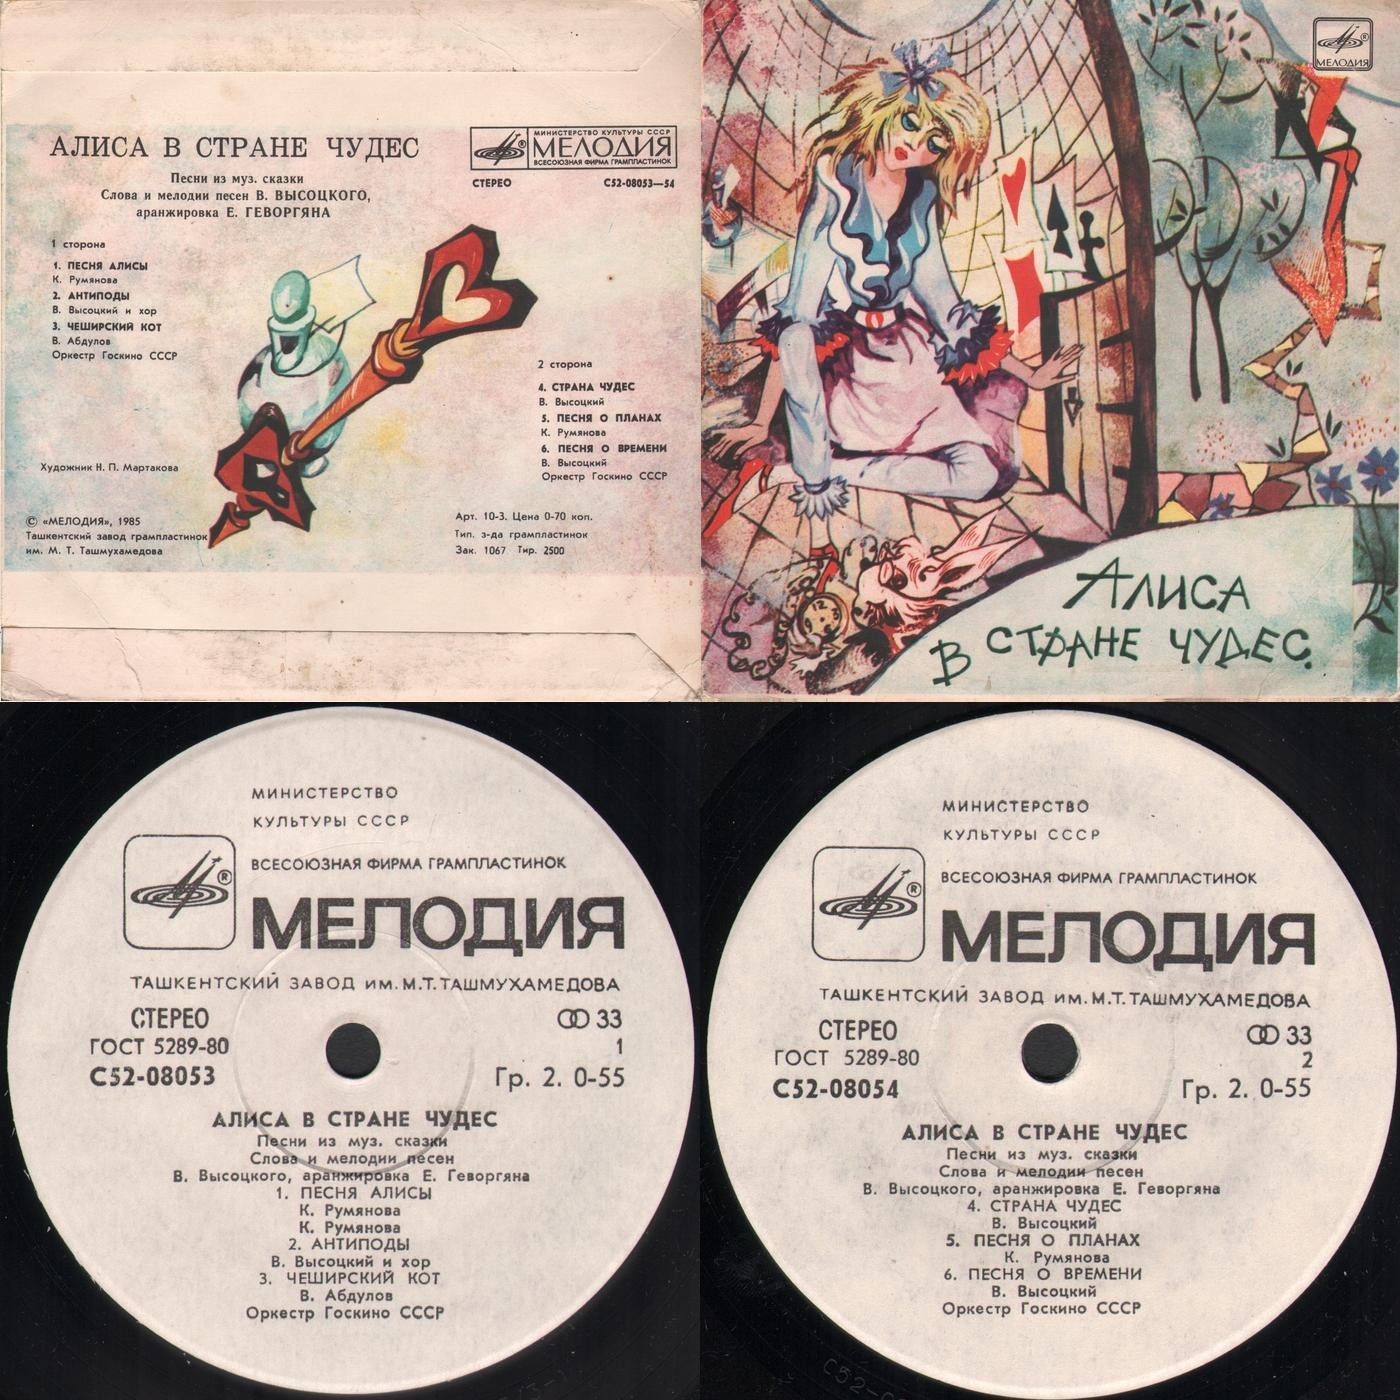 АЛИСА В СТРАНЕ ЧУДЕС
Песни из муз. сказки
Слова и мелодии песен В. ВЫСОЦКОГО,
аранжировка Е. ГЕВОРГЯНА
МИНИСТЕРСТВО КУЛЬТУРЫ СССР
МЕЛОДИЯ
ВСЕСОЮЗНАЯ ФИРМА ГРАМПЛАСТИНОК
СТЕРЕО С52-08053—54
1 сторона
1. ПЕСНЯ АЛИСЫ
К. Румянова
2. АНТИПОДЫ
В. Высоцкий и хор
3. ЧЕШИРСКИЙ КОТ
В. Абдулов
Оркестр Госкино СССР
2 сторона
4. СТРАНА ЧУДЕС
В. Высоцкий
5. ПЕСНЯ О ПЛАНАХ
К. Румянова
6. ПЕСНЯ О ВРЕМЕНИ
В. Высоцкий
Оркестр Госкино СССР
Художник Н. П. Мартакова
© «МЕЛОДИЯ», 1985
Ташкентский завод грампластинок
им. М. Т. Ташмухамедова
Арт. 10-3. Цена 0-70 коп.
Тип. з-да грампластинок
Зак. 1067 Тир. 2500
®
МЕЛОДИЯ
АЛИСА
В СТРАНЕ ЧУДЕС.
МИНИСТЕРСТВО
КУЛЬТУРЫ СССР
ВСЕСОЮЗНАЯ ФИРМА ГРАМПЛАСТИНОК
®
МЕЛОДИЯ
ТАШКЕНТСКИЙ ЗАВОД им. М.Т. ТАШМУХАМЕДОВА
СТЕРЕО 33
ГОСТ 5289-80 1
С52-08053 Гр. 2. 0-55
АЛИСА В СТРАНЕ ЧУДЕС
Песни из муз. сказки
Слова и мелодии песен
В. Высоцкого, аранжировка Е. Геворгяна
1. ПЕСНЯ АЛИСЫ
К. Румянова
К. Румянова
2. АНТИПОДЫ
В. Высоцкий и хор
3. ЧЕШИРСКИЙ КОТ
В. Абдулов
Оркестр Госкино СССР
МИНИСТЕРСТВО
КУЛЬТУРЫ СССР
ВСЕСОЮЗНАЯ ФИРМА ГРАМПЛАСТИНОК
®
МЕЛОДИЯ
ТАШКЕНТСКИЙ ЗАВОД им. М.Т. ТАШМУХАМЕДОВА
СТЕРЕО 33
ГОСТ 5289-80 2
С52-08054 Гр. 2. 0-55
АЛИСА В СТРАНЕ ЧУДЕС
Песни из муз. сказки
Слова и мелодии песен
В. Высоцкого, аранжировка Е. Геворгяна
4. СТРАНА ЧУДЕС
В. Высоцкий
5. ПЕСНЯ О ПЛАНАХ
К. Румянова
6. ПЕСНЯ О ВРЕМЕНИ
В. Высоцкий
Оркестр Госкино СССР